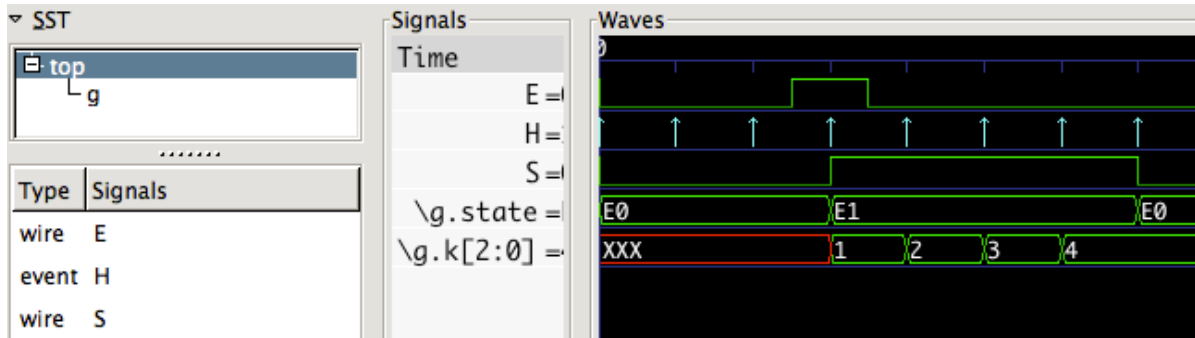 SST
top
g
Type Signals
wire E
event H
wire S
Signals
Time
E =
H =
S =
\g.state =
\g.k[2:0] =
Waves
E0 E1 E0
XXX 1 2 3 4